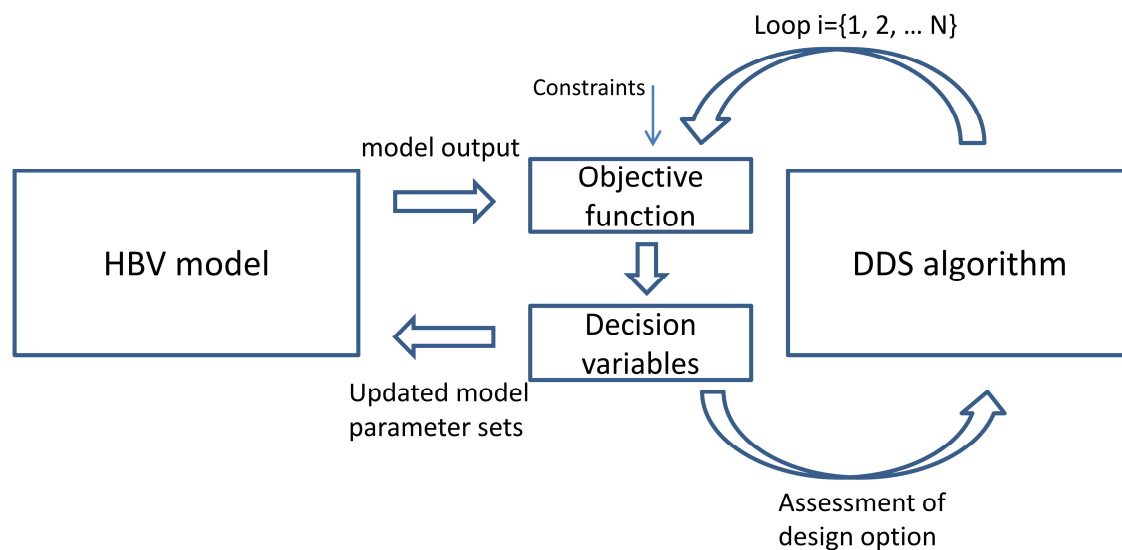 Loop i={1, 2, ... N}
Constraints
model output
Objective
function
HBV model
DDS algorithm
Decision
variables
Updated model
parameter sets
Assessment of
design option